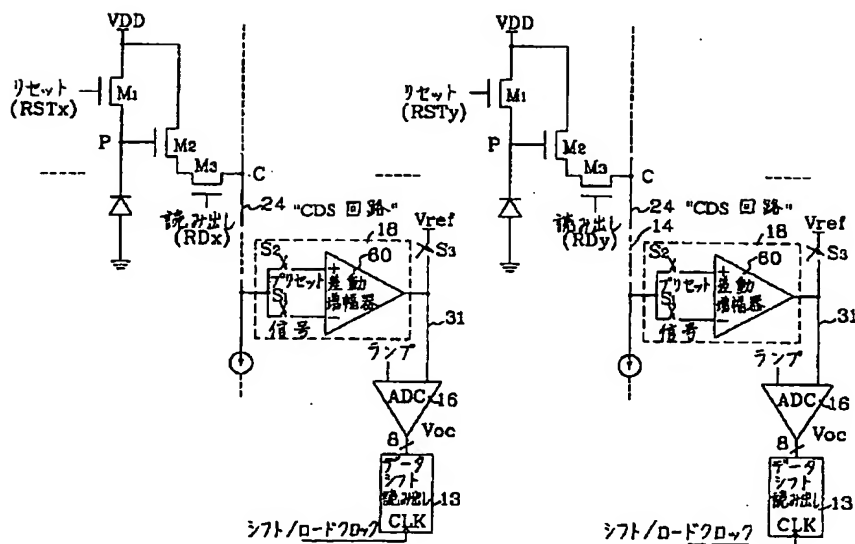 VDD
リセット
(RSTx)
M1
P
M2
M3
C
読み出し
(RDx)
24
"CDS 回路"
Vref
18
S3
S2
60
+
プリセット
差動
増幅器
S1
−
信号
31
ランプ
ADC
16
8
Voc
データ
シフト
読み出し
13
CLK
シフト/ロードクロック
VDD
リセット
(RSTy)
M1
P
M2
M3
C
読み出し
(RDy)
24
"CDS 回路"
14
Vref
18
S3
S2
60
+
プリセット
差動
増幅器
S1
−
信号
31
ランプ
ADC
16
8
Voc
データ
シフト
読み出し
13
CLK
シフト/ロードクロック